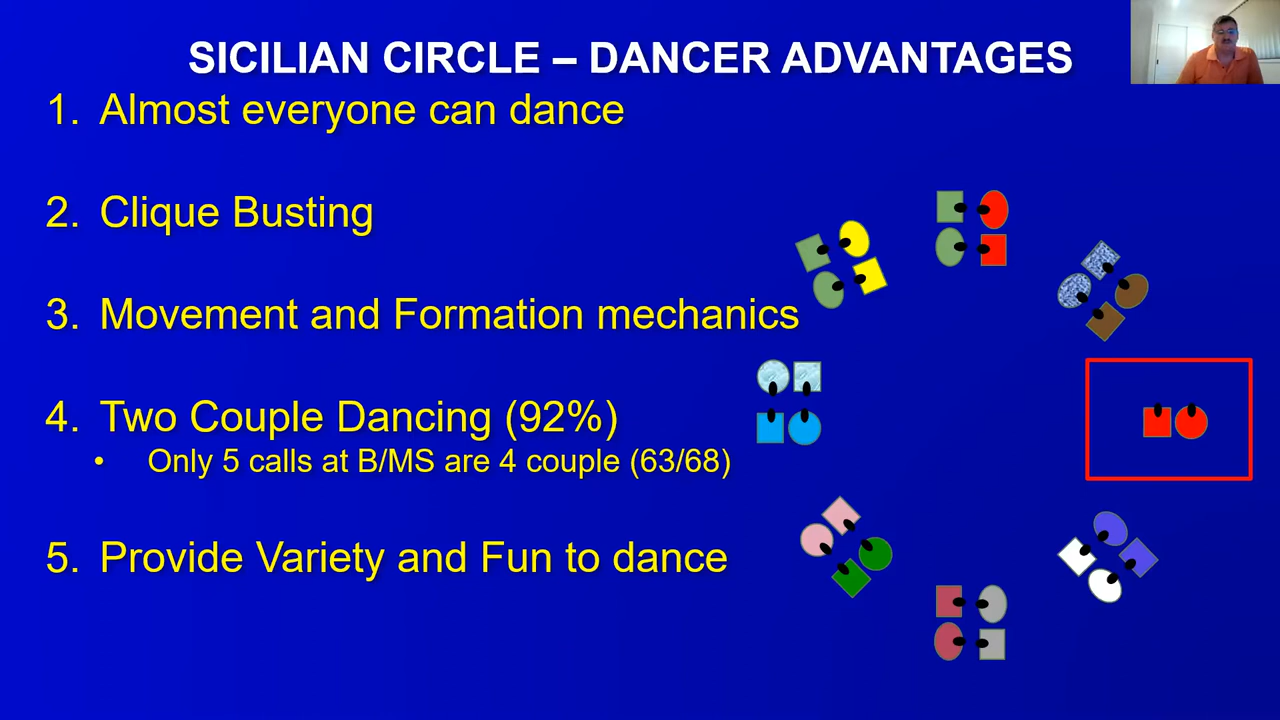 SICILIAN CIRCLE – DANCER ADVANTAGES
1. Almost everyone can dance
2. Clique Busting
3. Movement and Formation mechanics
4. Two Couple Dancing (92%)
• Only 5 calls at B/MS are 4 couple (63/68)
5. Provide Variety and Fun to dance